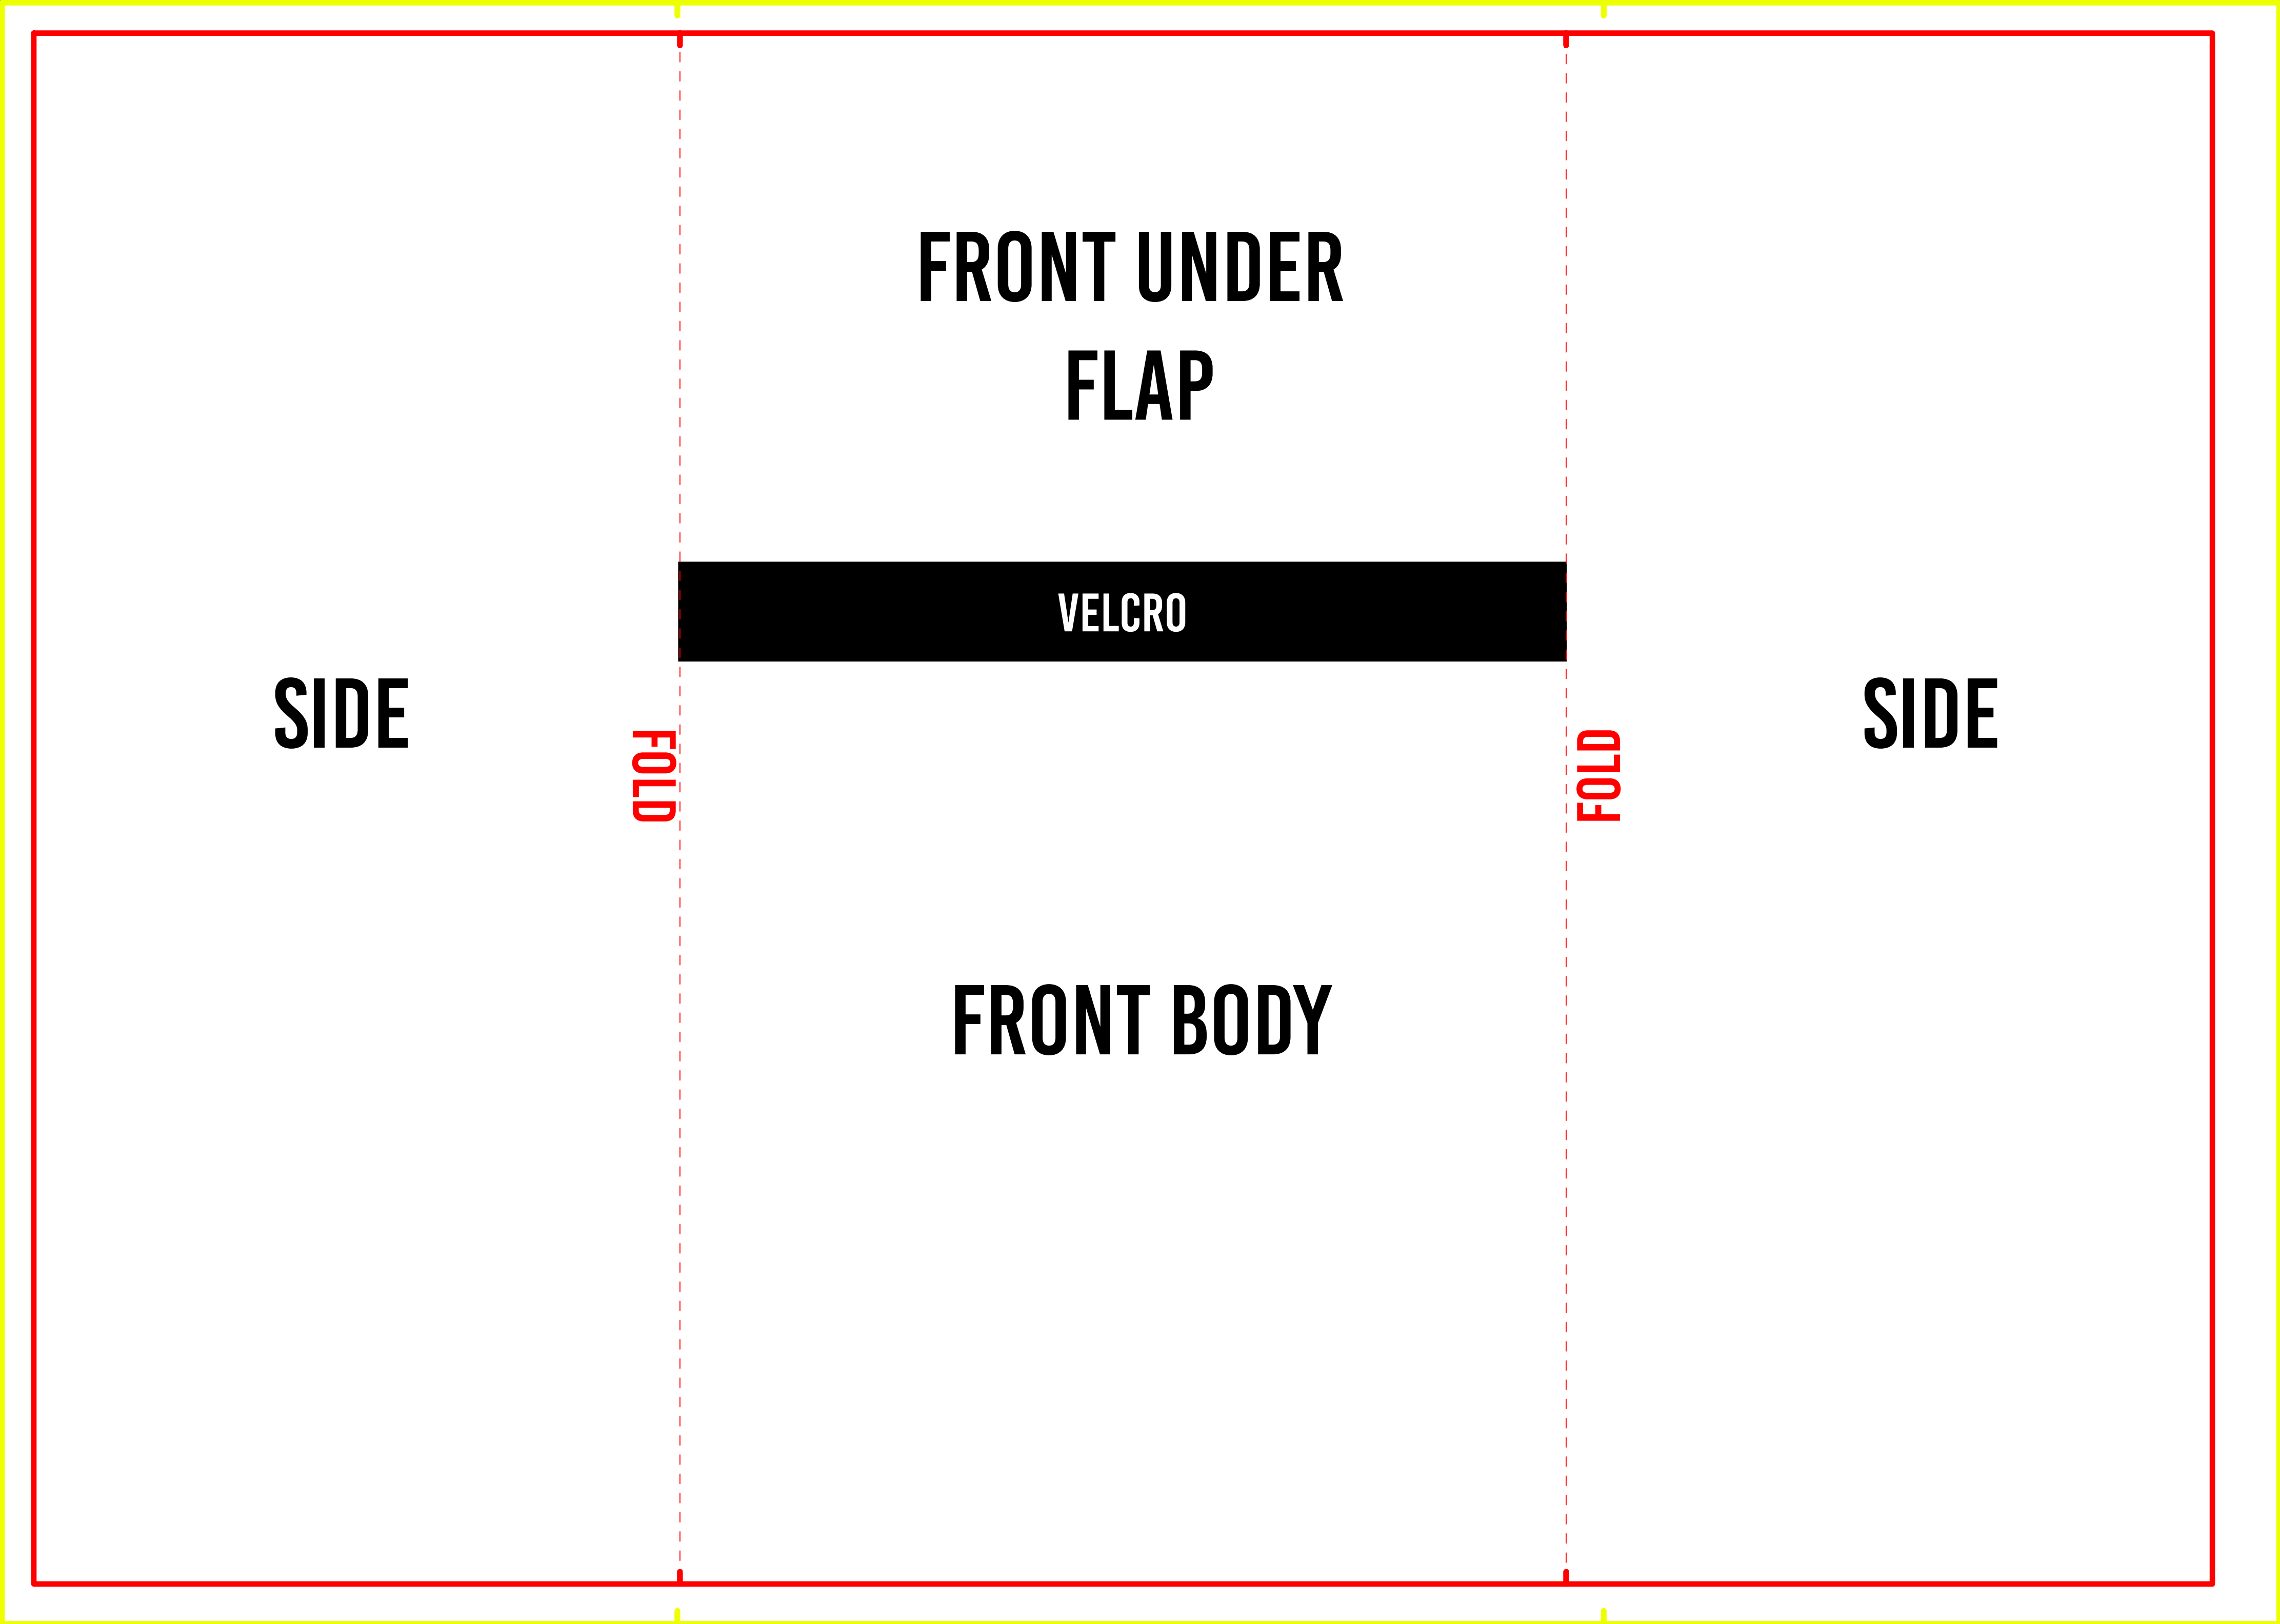 FRONT UNDER
FLAP
VELCRO
SIDE
FOLD
FOLD
SIDE
FRONT BODY